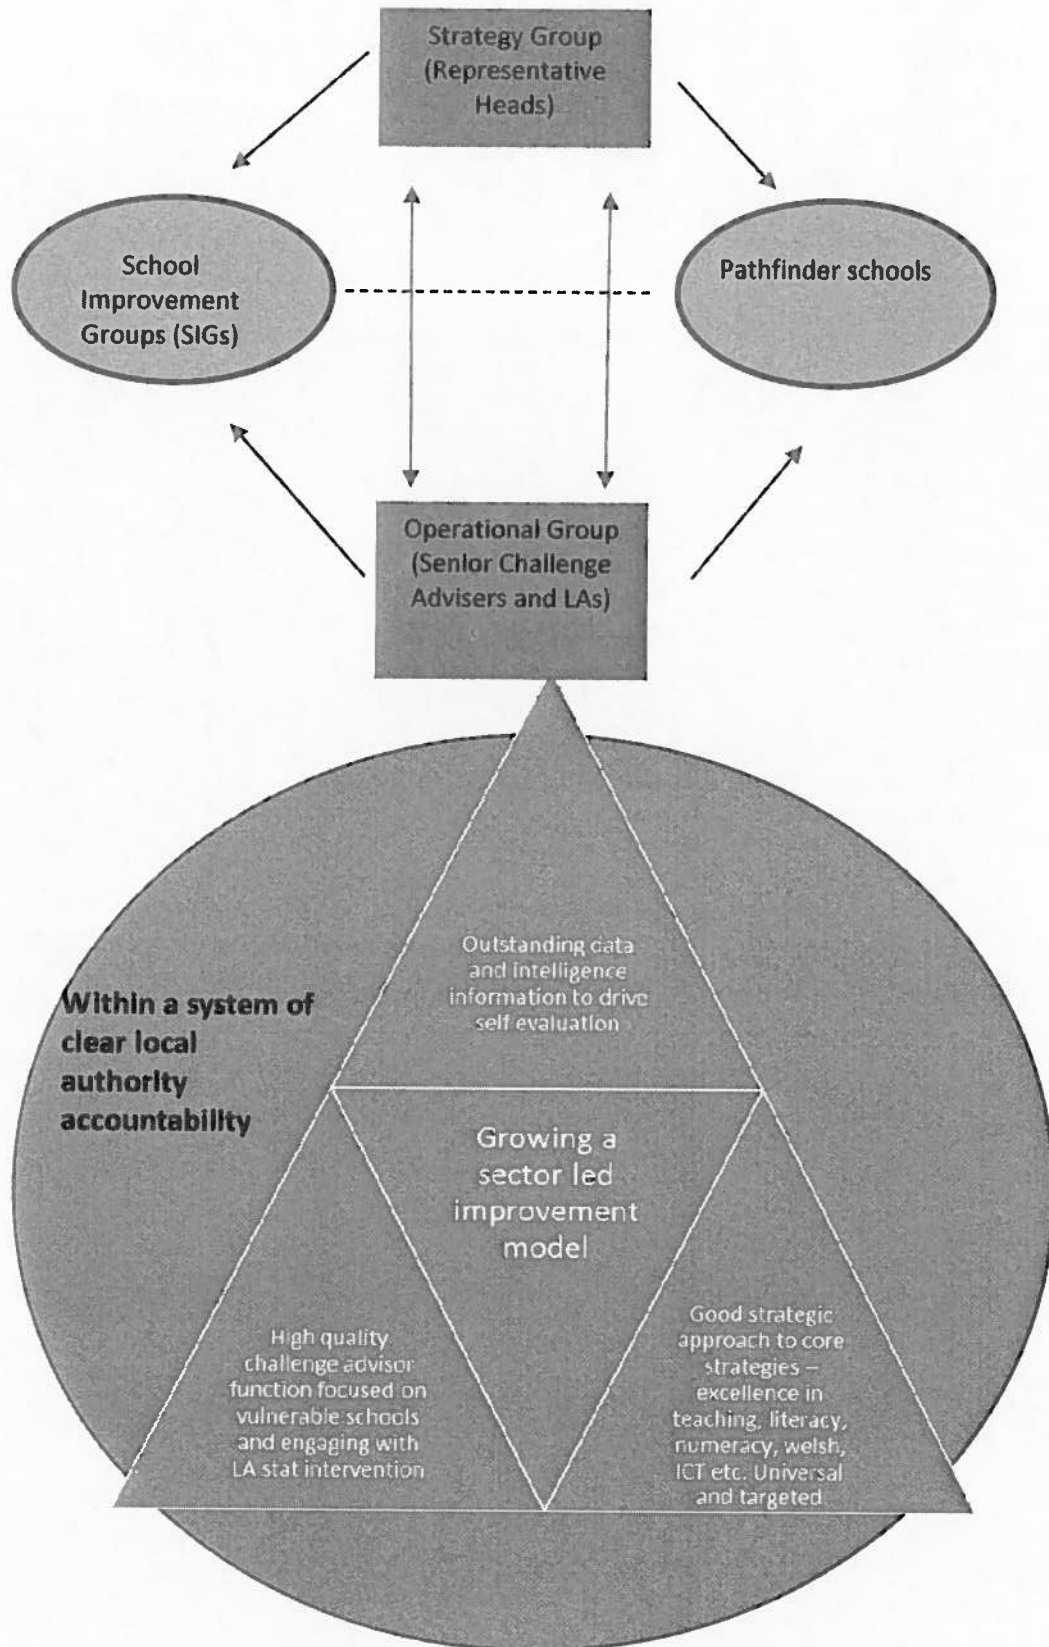 Strategy Group
(Representative
Heads)
School
Improvement
Groups (SIGs)
Pathfinder schools
Operational Group
(Senior Challenge
Advisers and LAs)
Outstanding data
and intelligence
information to drive
self evaluation
Within a system of
clear local
authority
accountability
Growing a
sector led
improvement
model
High quality
challenge advisor
function focused on
vulnerable schools
and engaging with
LA stat intervention
Good strategic
approach to core
strategies –
excellence in
teaching, literacy,
numeracy, welsh,
ICT etc. Universal
and targeted